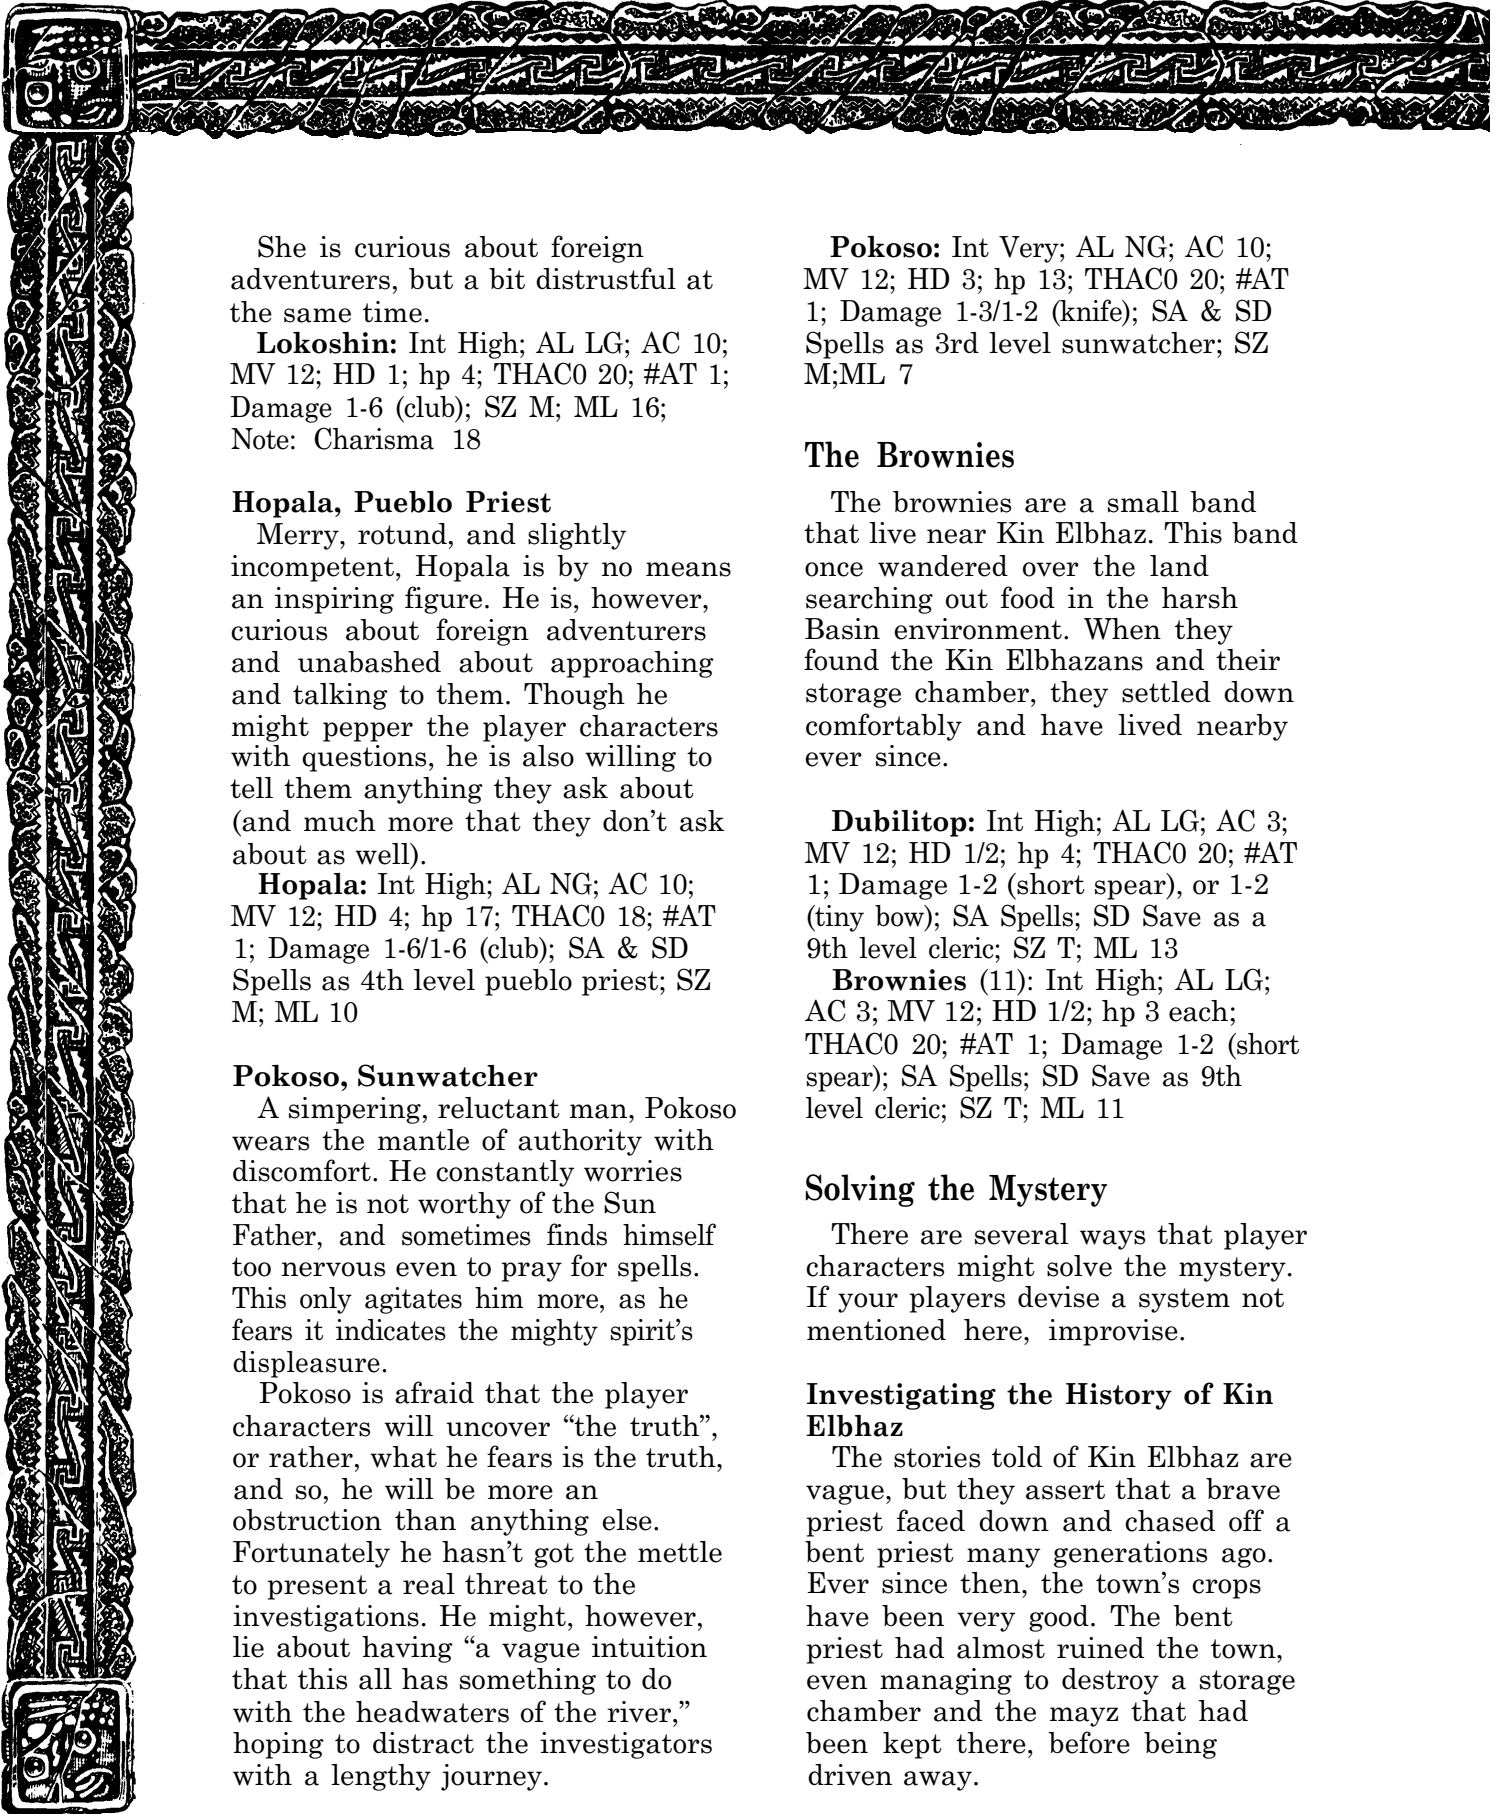 She is curious about foreign
adventurers, but a bit distrustful at
the same time.
Lokoshin: Int High; AL LG; AC 10;
MV 12; HD 1; hp 4; THAC0 20; #AT 1;
Damage 1-6 (club); SZ M; ML 16;
Note: Charisma 18
Hopala, Pueblo Priest
Merry, rotund, and slightly
incompetent, Hopala is by no means
an inspiring figure. He is, however,
curious about foreign adventurers
and unabashed about approaching
and talking to them. Though he
might pepper the player characters
with questions, he is also willing to
tell them anything they ask about
(and much more that they don't ask
about as well).
Hopala: Int High; AL NG; AC 10;
MV 12; HD 4; hp 17; THAC0 18; #AT
1; Damage 1-6/1-6 (club); SA & SD
Spells as 4th level pueblo priest; SZ
M; ML 10
Pokoso, Sunwatcher
A simpering, reluctant man, Pokoso
wears the mantle of authority with
discomfort. He constantly worries
that he is not worthy of the Sun
Father, and sometimes finds himself
too nervous even to pray for spells.
This only agitates him more, as he
fears it indicates the mighty spirit's
displeasure.
Pokoso is afraid that the player
characters will uncover “the truth”,
or rather, what he fears is the truth,
and so, he will be more an
obstruction than anything else.
Fortunately he hasn't got the mettle
to present a real threat to the
investigations. He might, however,
lie about having “a vague intuition
that this all has something to do
with the headwaters of the river,”
hoping to distract the investigators
with a lengthy journey.
Pokoso: Int Very; AL NG; AC 10;
MV 12; HD 3; hp 13; THAC0 20; #AT
1; Damage 1-3/1-2 (knife); SA & SD
Spells as 3rd level sunwatcher; SZ
M;ML 7
The Brownies
The brownies are a small band
that live near Kin Elbhaz. This band
once wandered over the land
searching out food in the harsh
Basin environment. When they
found the Kin Elbhazans and their
storage chamber, they settled down
comfortably and have lived nearby
ever since.
Dubilitop: Int High; AL LG; AC 3;
MV 12; HD 1/2; hp 4; THAC0 20; #AT
1; Damage 1-2 (short spear), or 1-2
(tiny bow); SA Spells; SD Save as a
9th level cleric; SZ T; ML 13
Brownies (11): Int High; AL LG;
AC 3; MV 12; HD 1/2; hp 3 each;
THAC0 20; #AT 1; Damage 1-2 (short
spear); SA Spells; SD Save as 9th
level cleric; SZ T; ML 11
Solving the Mystery
There are several ways that player
characters might solve the mystery.
If your players devise a system not
mentioned here, improvise.
Investigating the History of Kin
Elbhaz
The stories told of Kin Elbhaz are
vague, but they assert that a brave
priest faced down and chased off a
bent priest many generations ago.
Ever since then, the town's crops
have been very good. The bent
priest had almost ruined the town,
even managing to destroy a storage
chamber and the mayz that had
been kept there, before being
driven away.